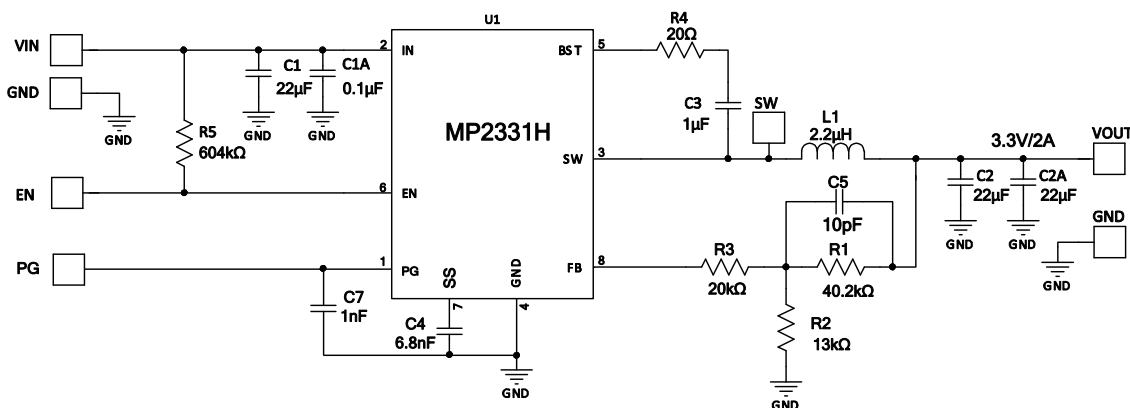 U1
VIN
2
IN
BST
5
R4
20Ω
C1
22µF
C1A
0.1µF
GND
GND
GND
GND
R5
604kΩ
MP2331H
C3
1µF
SW
L1
2.2µH
SW
3
3.3V/2A
VOUT
C2
22µF
C2A
22µF
GND
GND
EN
6
EN
C5
10pF
GND
GND
PG
1
PG
SS
GND
FB
8
R3
20kΩ
R1
40.2kΩ
7
4
C7
1nF
C4
6.8nF
R2
13kΩ
GND
GND